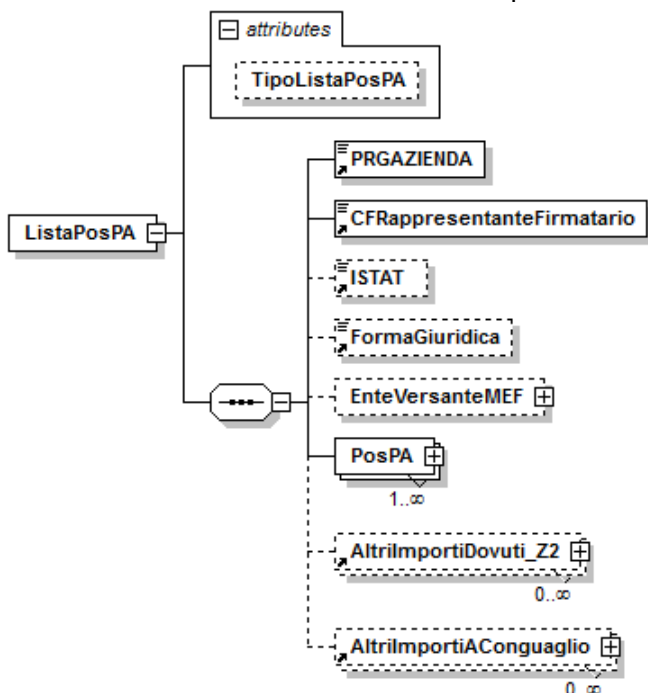 attributes
TipoListaPosPA
PRGAZIENDA
CFRappresentanteFirmatario
ListaPosPA
ISTAT
FormaGiuridica
EnteVersanteMEF
PosPA
1..∞
AltriImportiDovuti_Z2
0..∞
AltriImportiAConguaglio
0..∞